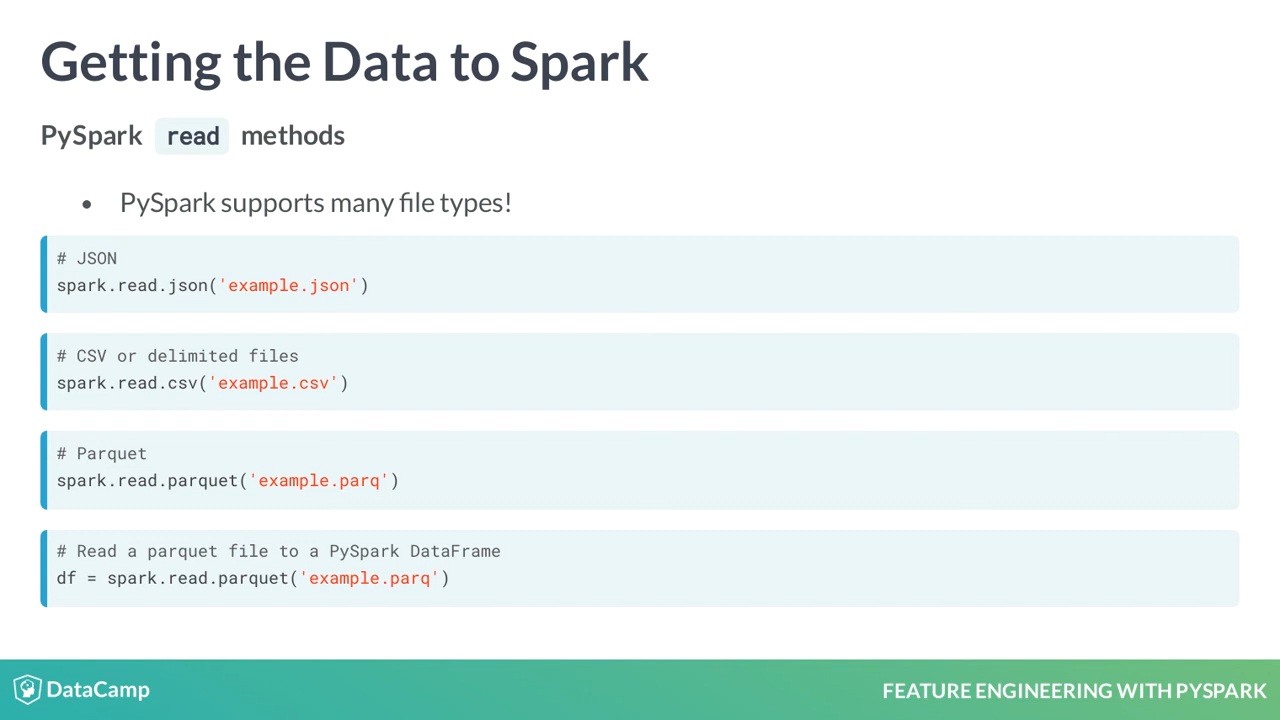 Getting the Data to Spark
PySpark read methods
• PySpark supports many file types!
# JSON
spark.read.json('example.json')
# CSV or delimited files
spark.read.csv('example.csv')
# Parquet
spark.read.parquet('example.parq')
# Read a parquet file to a PySpark DataFrame
df = spark.read.parquet('example.parq')
DataCamp
FEATURE ENGINEERING WITH PYSPARK